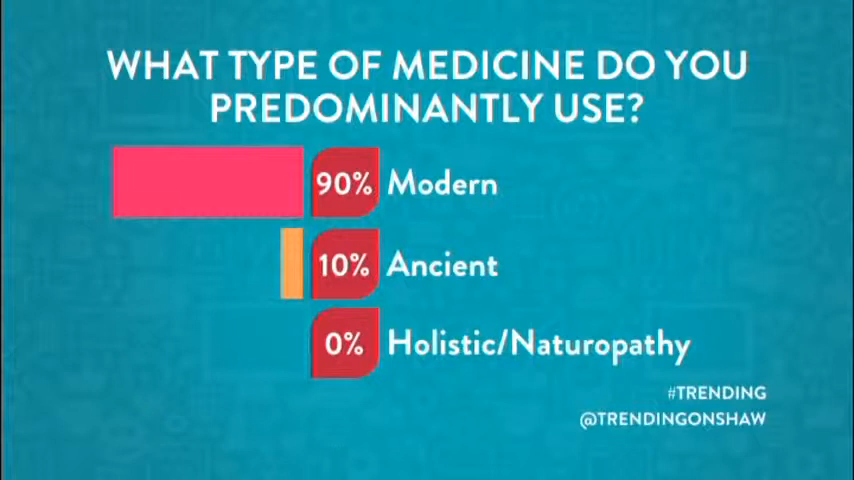 WHAT TYPE OF MEDICINE DO YOU
PREDOMINANTLY USE?
90% Modern
10% Ancient
0% Holistic/Naturopathy
#TRENDING
@TRENDINGONSHAW